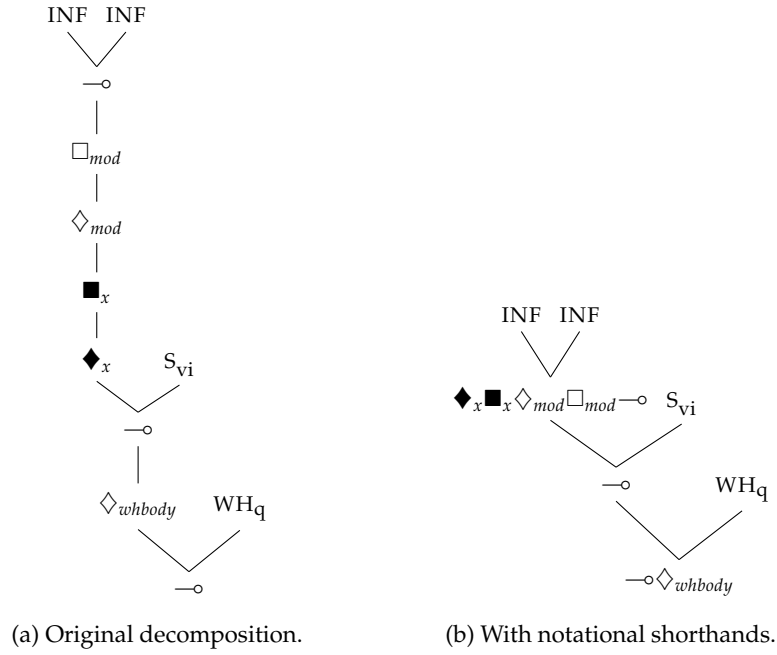 INF INF
⊸
□mod
◇mod
■x
◆x Svi
⊸
◇whbody WHq
⊸
(a) Original decomposition.
INF INF
◆x■x◇mod□mod⊸ Svi
⊸ WHq
⊸◇whbody
(b) With notational shorthands.